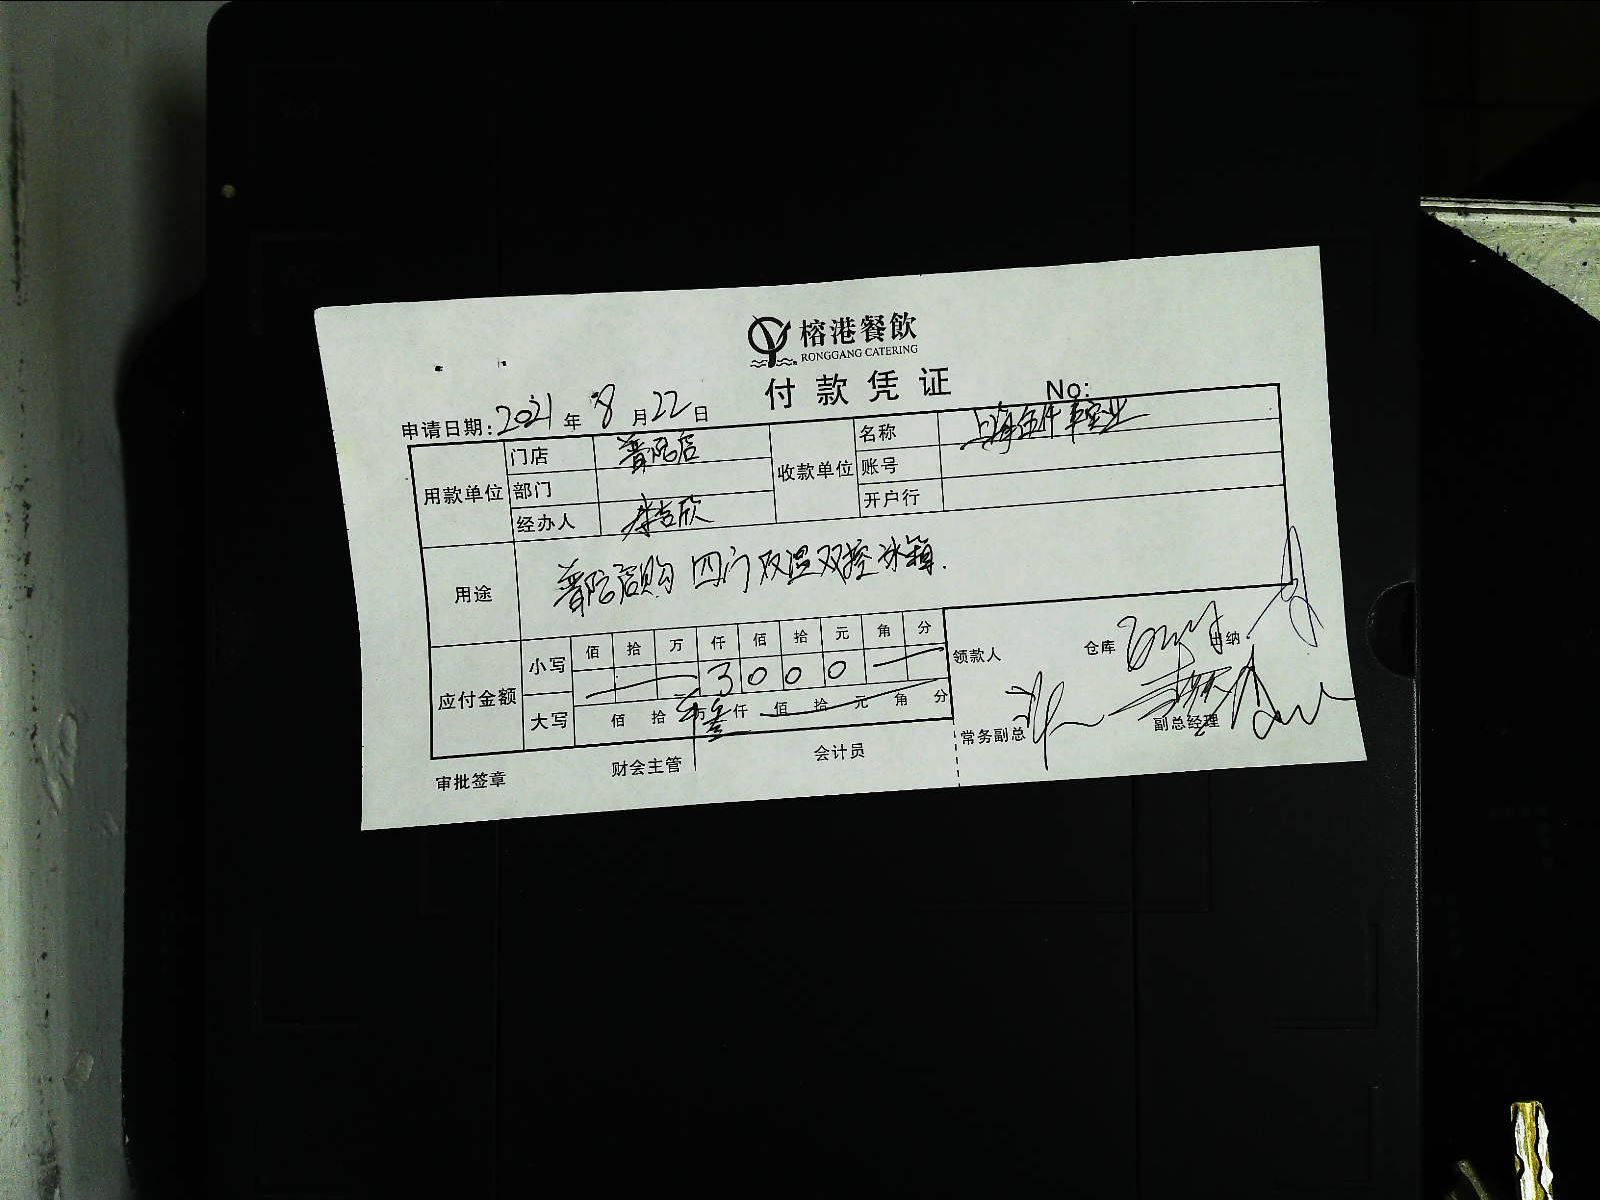 榕港餐飲
RONGGANG CATERING
付款凭证 No:
申请日期: 2021 年 8 月 22 日
用款单位 门店 普陀店 收款单位 名称 上海 实业
部门 账号
经办人 开户行
用途 普陀店购 四门双温双控冰箱.
应付金额 小写 佰 拾 万 仟 佰 拾 元 角 分
3 0 0 0
大写 佰 拾 万 叁 仟 佰 拾 元 角 分
领款人 仓库 出纳
常务副总 副总经理
审批签章 财会主管 会计员